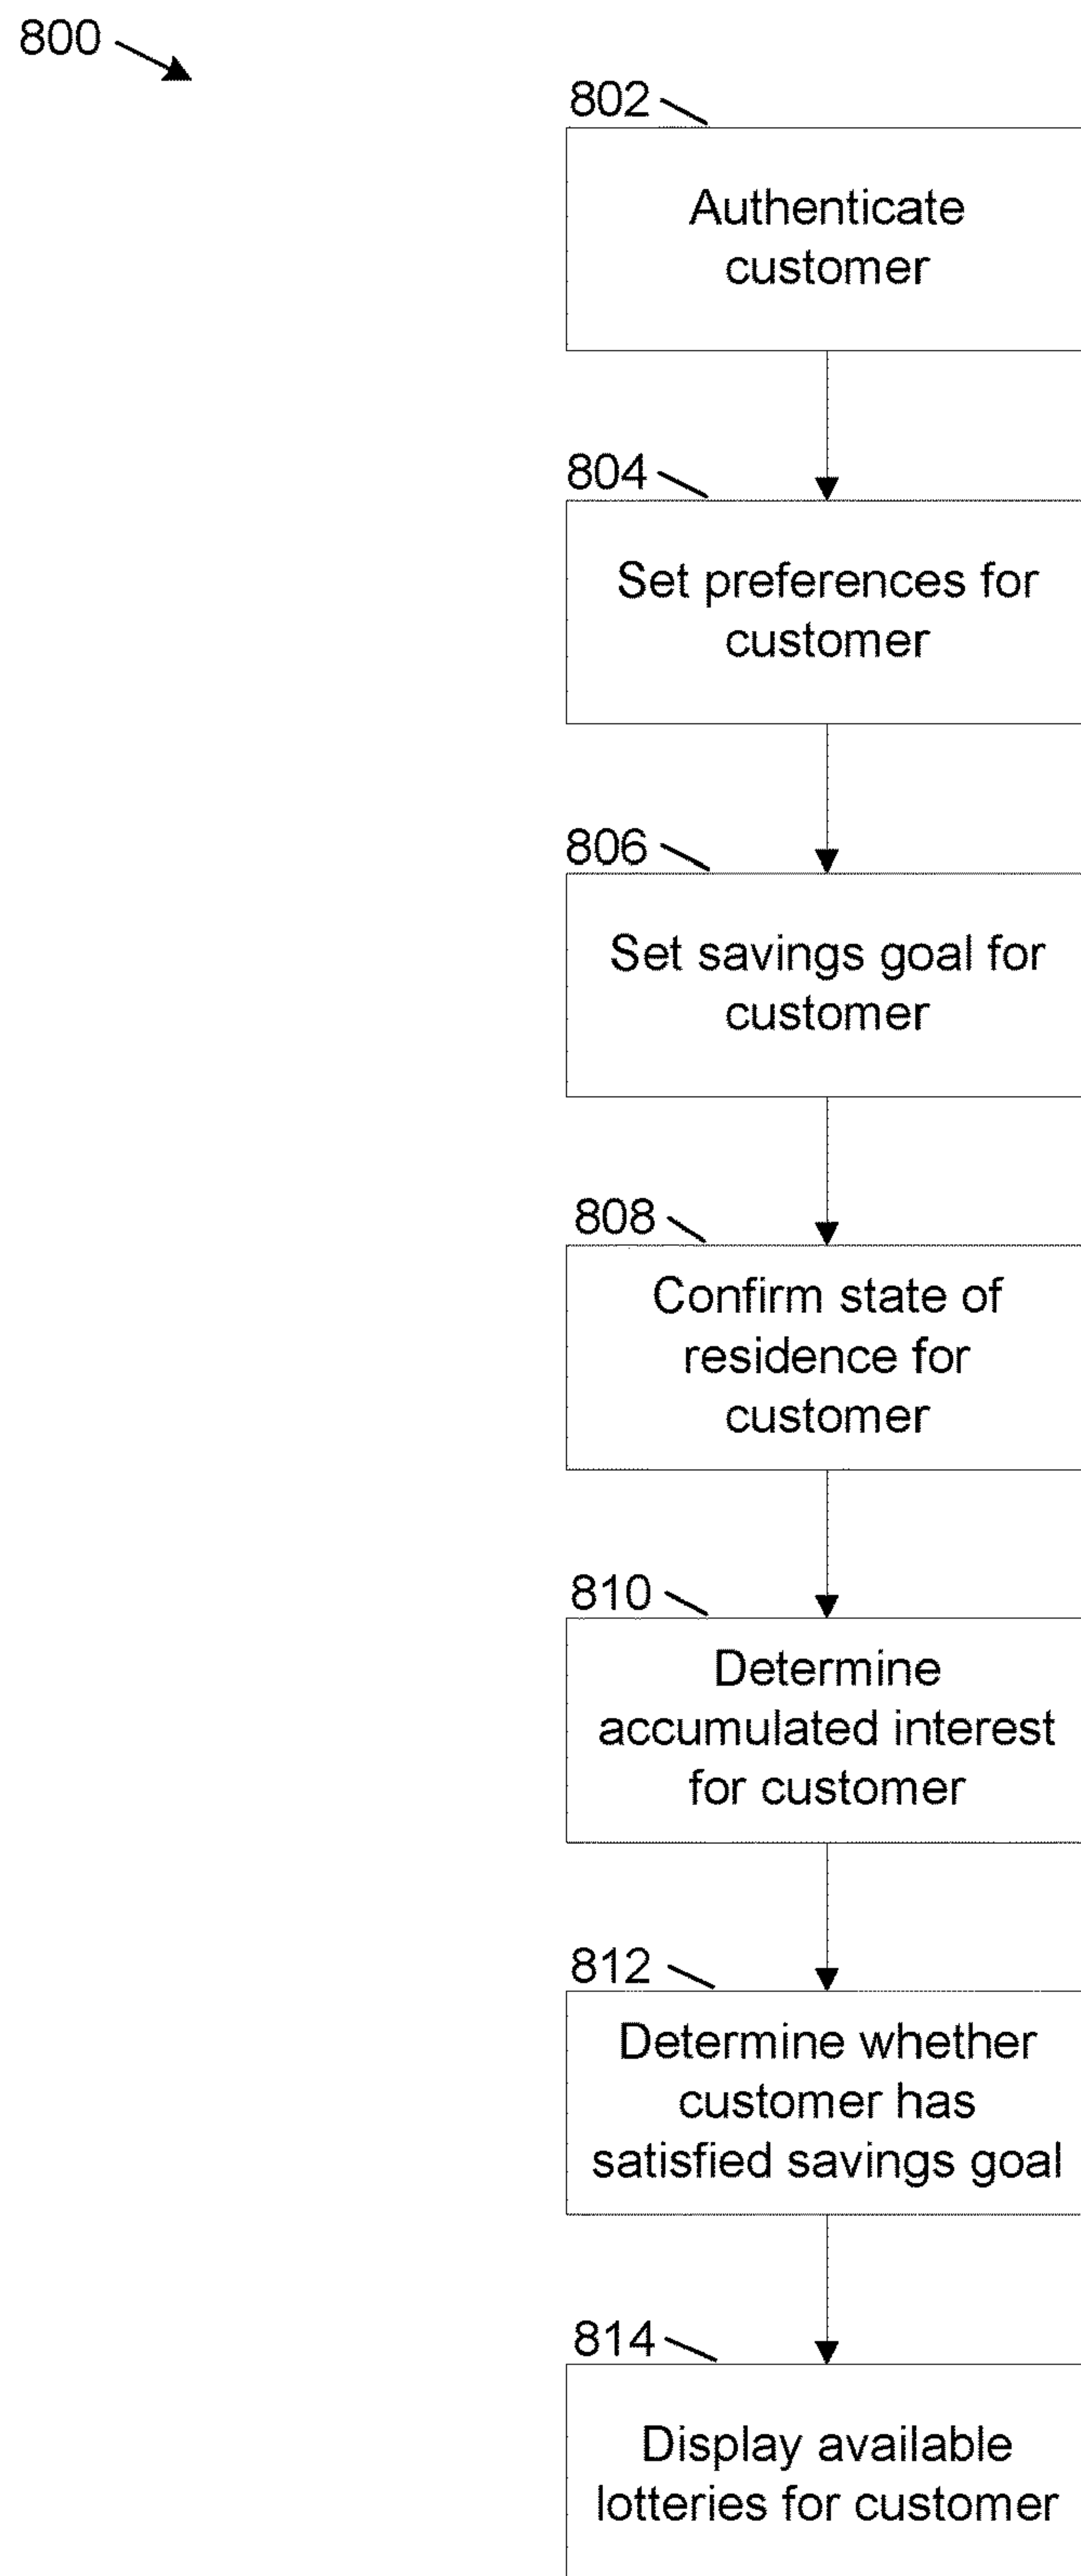 800
802
Authenticate
customer
804
Set preferences for
customer
806
Set savings goal for
customer
808
Confirm state of
residence for
customer
810
Determine
accumulated interest
for customer
812
Determine whether
customer has
satisfied savings goal
814
Display available
lotteries for customer